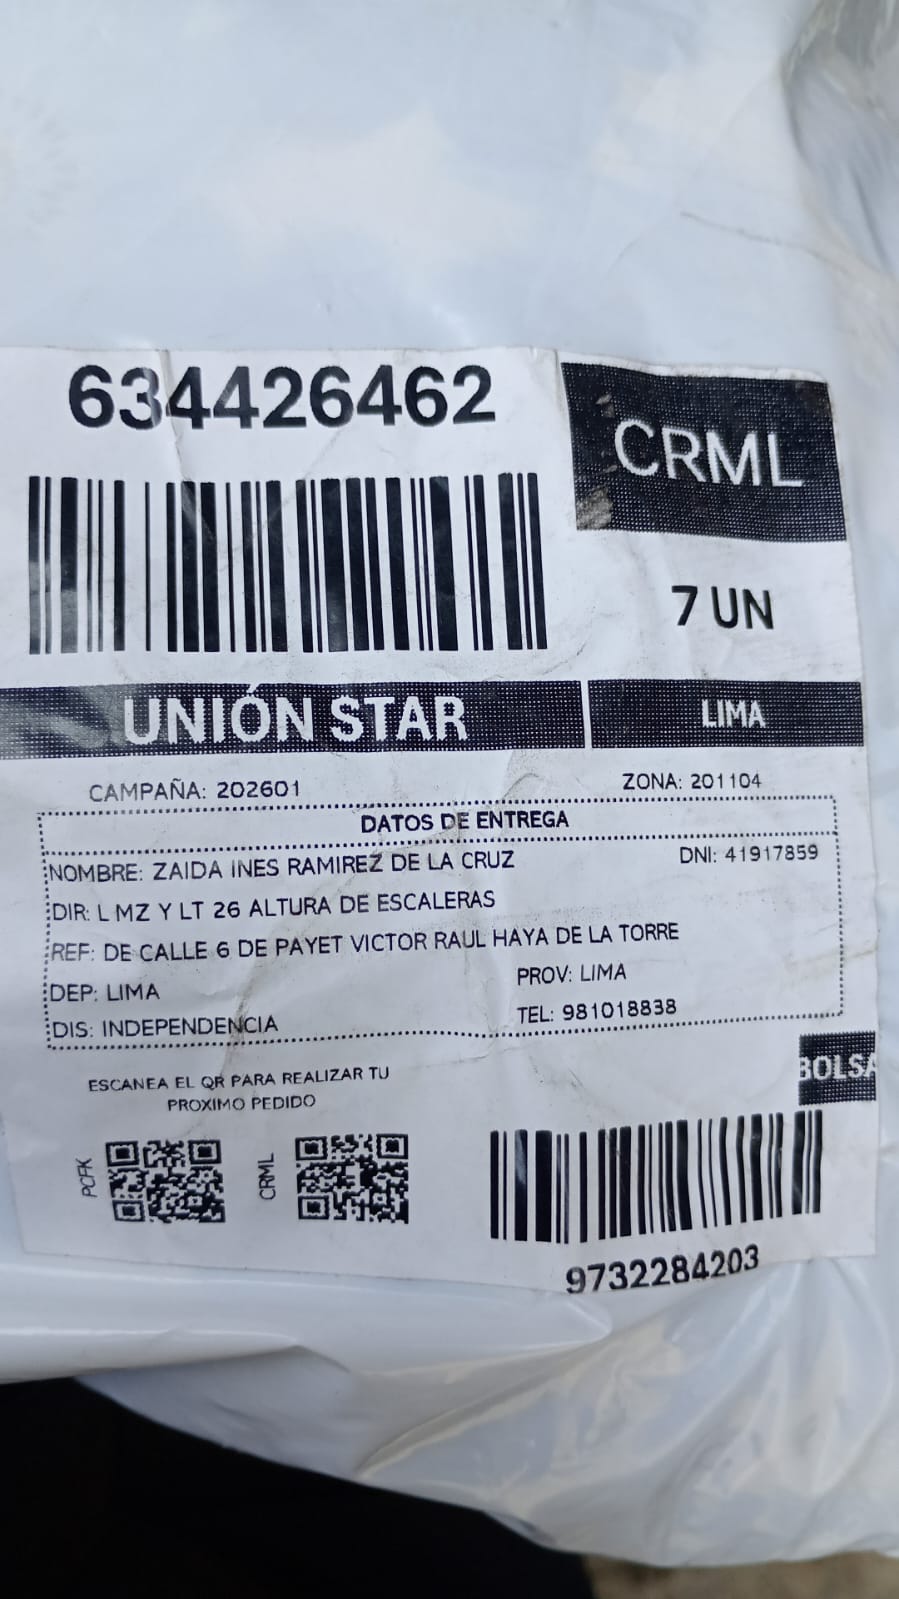 634426462
CRML
7 UN
UNIÓN STAR
LIMA
CAMPAÑA: 202601
ZONA: 201104
DATOS DE ENTREGA
NOMBRE: ZAIDA INES RAMIREZ DE LA CRUZ
DNI: 41917859
DIR: L MZ Y LT 26 ALTURA DE ESCALERAS
REF: DE CALLE 6 DE PAYET VICTOR RAUL HAYA DE LA TORRE
DEP: LIMA
PROV: LIMA
DIS: INDEPENDENCIA
TEL: 981018838
BOLSA
ESCANEA EL QR PARA REALIZAR TU
PROXIMO PEDIDO
PCFK
CRML
9732284203